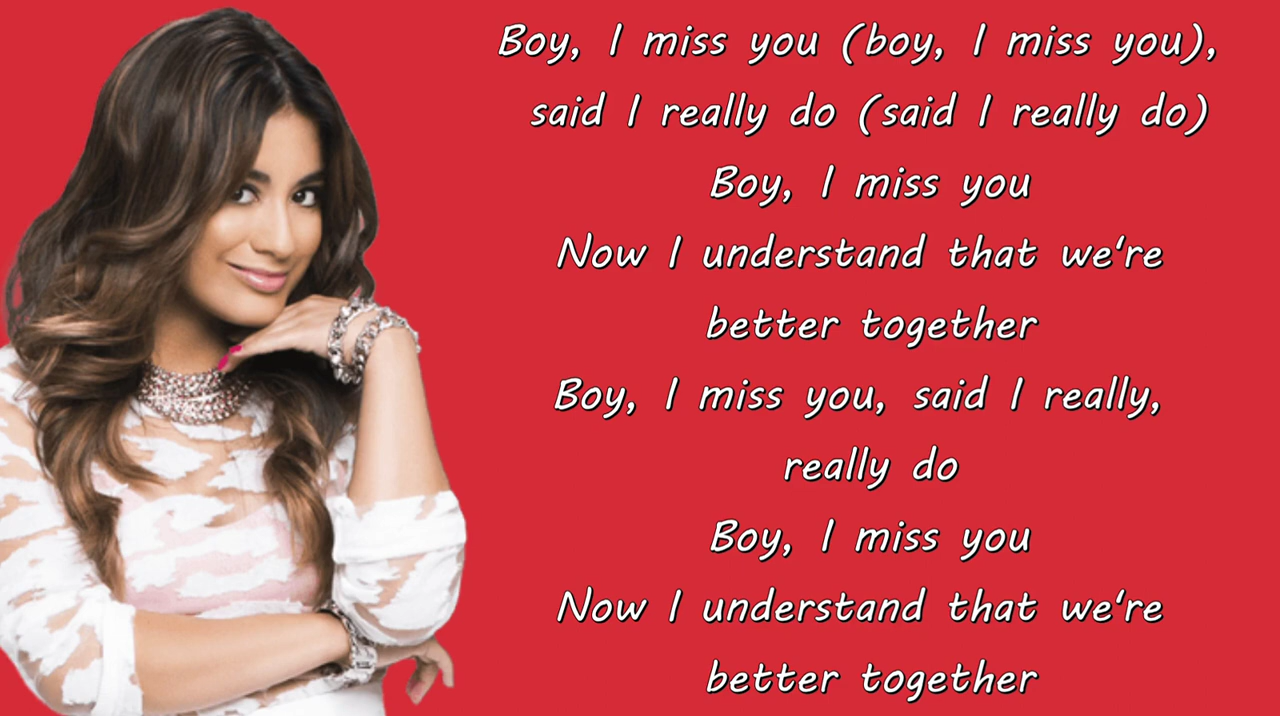 Boy, I miss you (boy, I miss you),
said I really do (said I really do)
Boy, I miss you
Now I understand that we're
better together
Boy, I miss you, said I really,
really do
Boy, I miss you
Now I understand that we're
better together